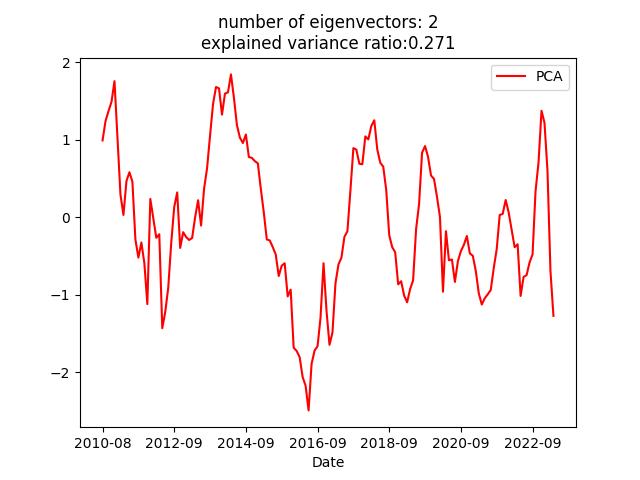 number of eigenvectors: 2
explained variance ratio:0.271
PCA
2
1
0
−1
−2
2010-08 2012-09 2014-09 2016-09 2018-09 2020-09 2022-09
Date